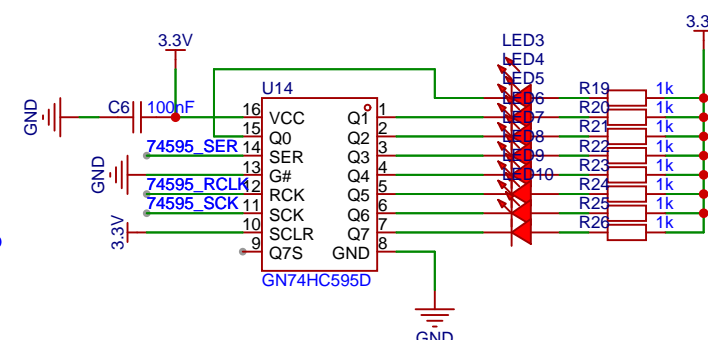 3.3V
3.3
LED3
LED4
LED5
LED6
LED7
LED8
LED9
LED10
U14
C6 100nF
GND
16 VCC Q1 1
15 Q0 Q2 2
74595_SER 14 SER Q3 3
GND 13 G# Q4 4
74595_RCLK 12 RCK Q5 5
74595_SCK 11 SCK Q6 6
3.3V 10 SCLR Q7 7
9 Q7S GND 8
GN74HC595D
GND
R19 1k
R20 1k
R21 1k
R22 1k
R23 1k
R24 1k
R25 1k
R26 1k